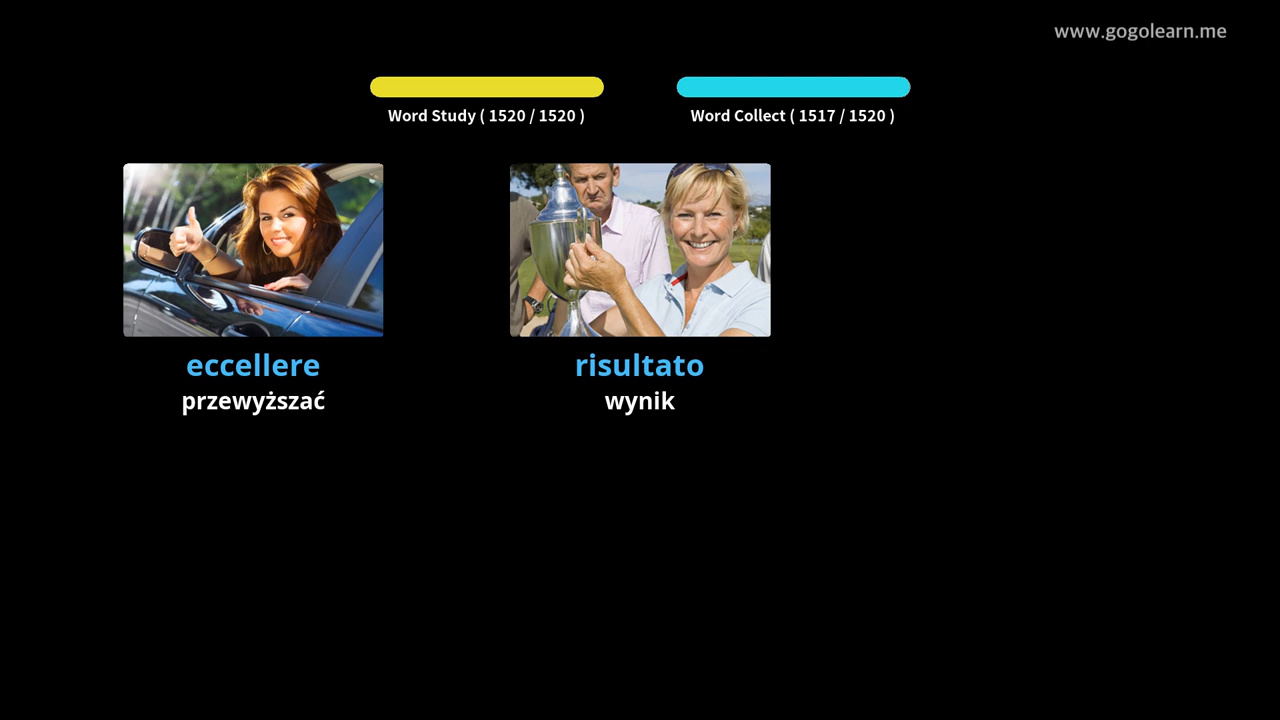 www.gogolearn.me
Word Study ( 1520 / 1520 )
Word Collect ( 1517 / 1520 )
eccellere
przewyższać
risultato
wynik